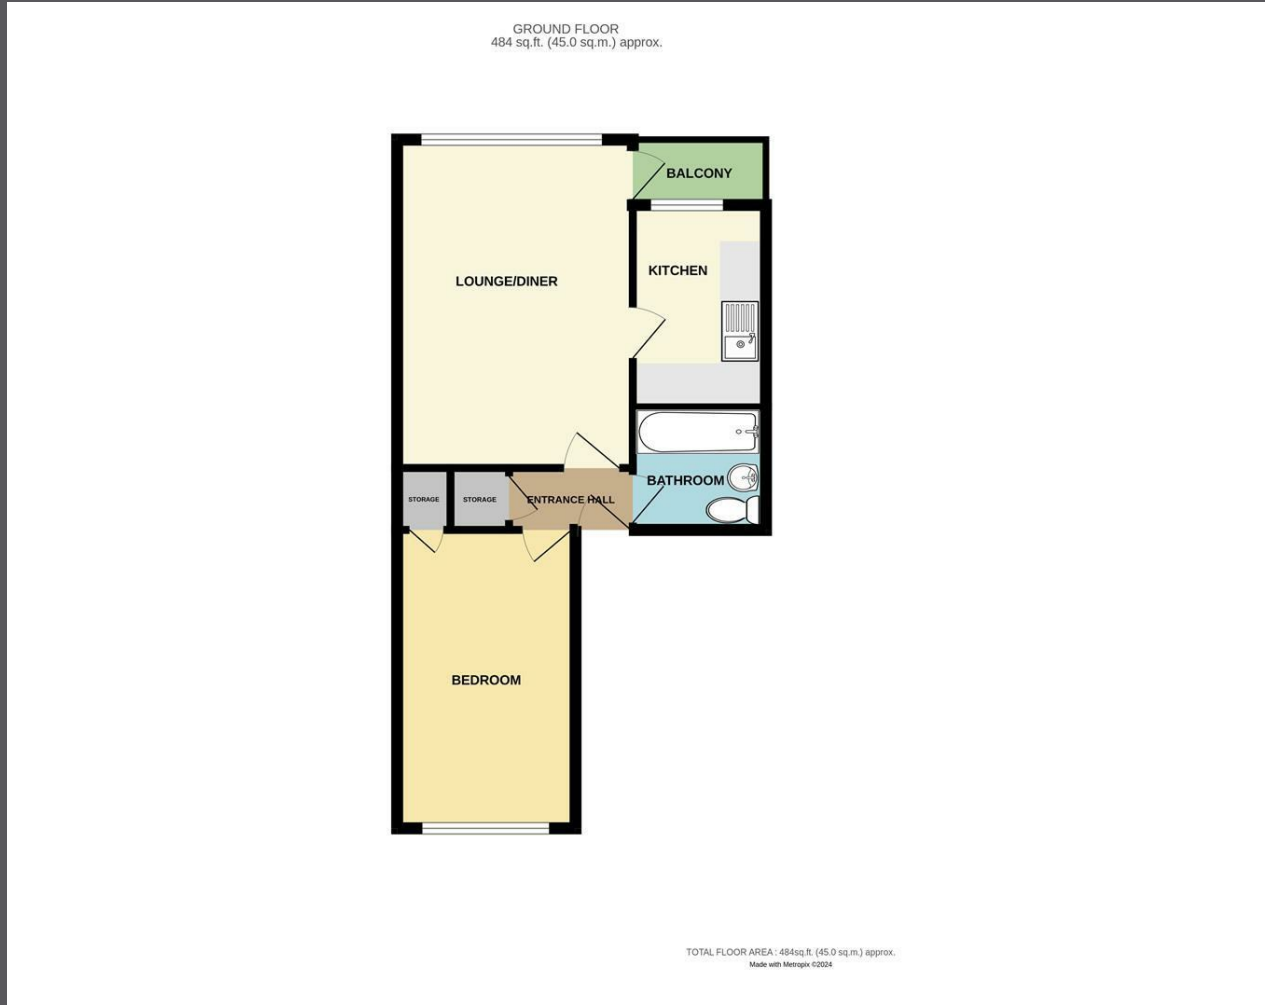 GROUND FLOOR
484 sq.ft. (45.0 sq.m.) approx.
BALCONY
KITCHEN
LOUNGE/DINER
BATHROOM
STORAGE
STORAGE
ENTRANCE HALL
BEDROOM
TOTAL FLOOR AREA : 484sq.ft. (45.0 sq.m.) approx.
Made with Metropix ©2024